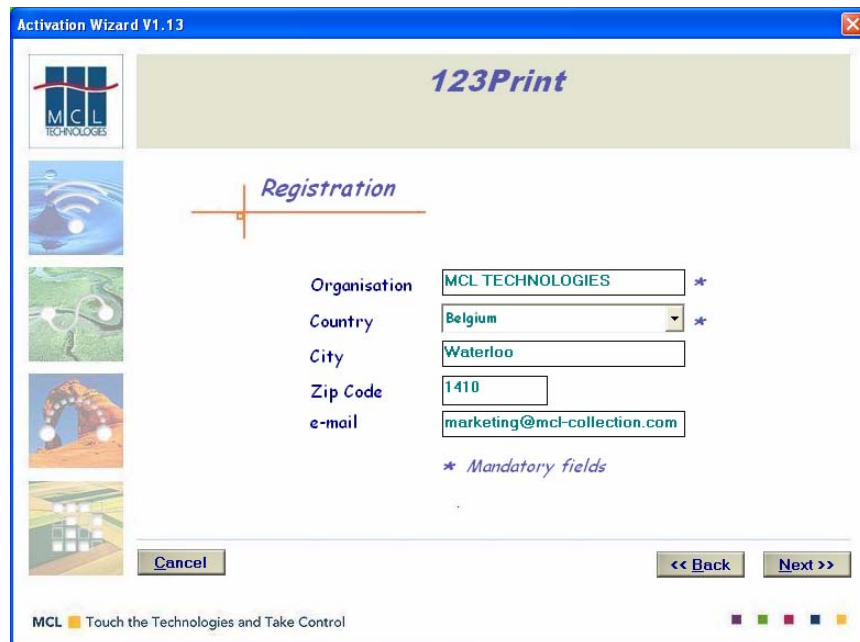 Activation Wizard V1.13
MCL
TECHNOLOGIES
123Print
Registration
Organisation MCL TECHNOLOGIES *
Country Belgium *
City Waterloo
Zip Code 1410
e-mail marketing@mcl-collection.com
* Mandatory fields
Cancel << Back Next >>
MCL Touch the Technologies and Take Control